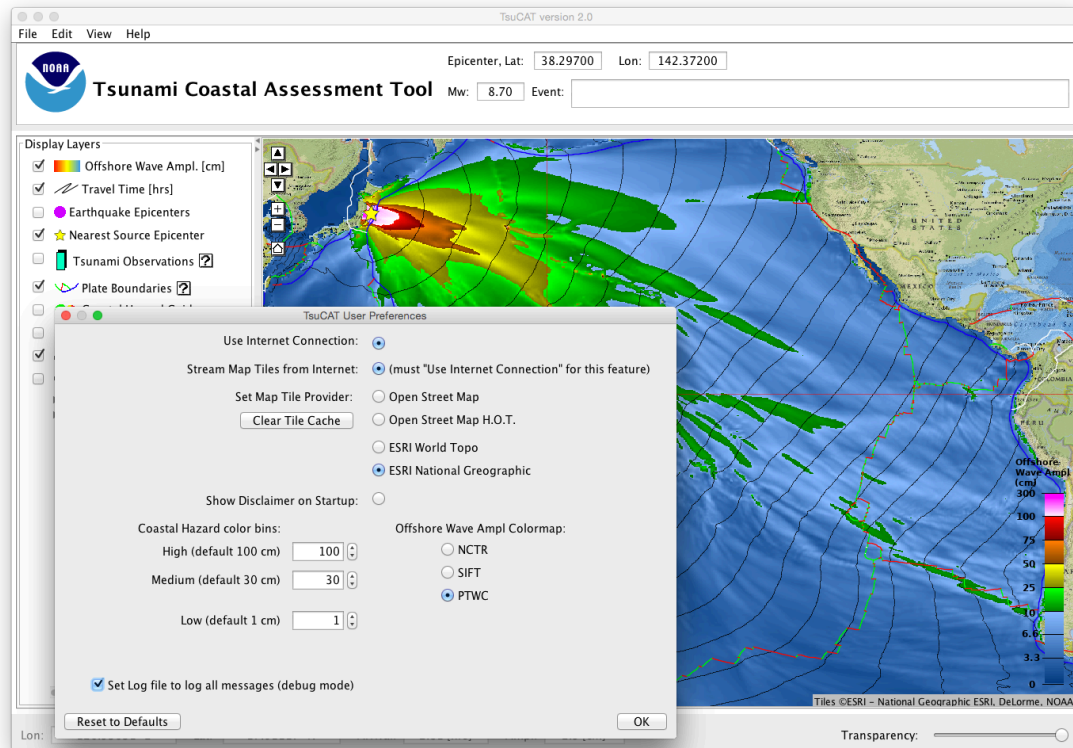 TsuCAT version 2.0
File Edit View Help
NOAA
Tsunami Coastal Assessment Tool
Epicenter, Lat: 38.29700 Lon: 142.37200
Mw: 8.70 Event:
Display Layers
Offshore Wave Ampl. [cm]
Travel Time [hrs]
Earthquake Epicenters
Nearest Source Epicenter
Tsunami Observations ?
Plate Boundaries ?
UNITED
STATES
MEXICO
PERU
TsuCAT User Preferences
Use Internet Connection:
Stream Map Tiles from Internet: (must "Use Internet Connection" for this feature)
Set Map Tile Provider: Open Street Map
Clear Tile Cache Open Street Map H.O.T.
ESRI World Topo
ESRI National Greographic
Show Disclaimer on Startup:
Coastal Hazard color bins: Offshore Wave Ampl Colormap:
High (default 100 cm) 100 NCTR
Medium (default 30 cm) 30 SIFT
PTWC
Low (default 1 cm) 1
Set Log file to log all messages (debug mode)
Reset to Defaults OK
Offshore
Wave Ampl
(cm)
300
100
75
50
25
10
6.6
3.3
0
Tiles ©ESRI - National Geographic ESRI, DeLorme, NOAA
Lon:
Transparency: